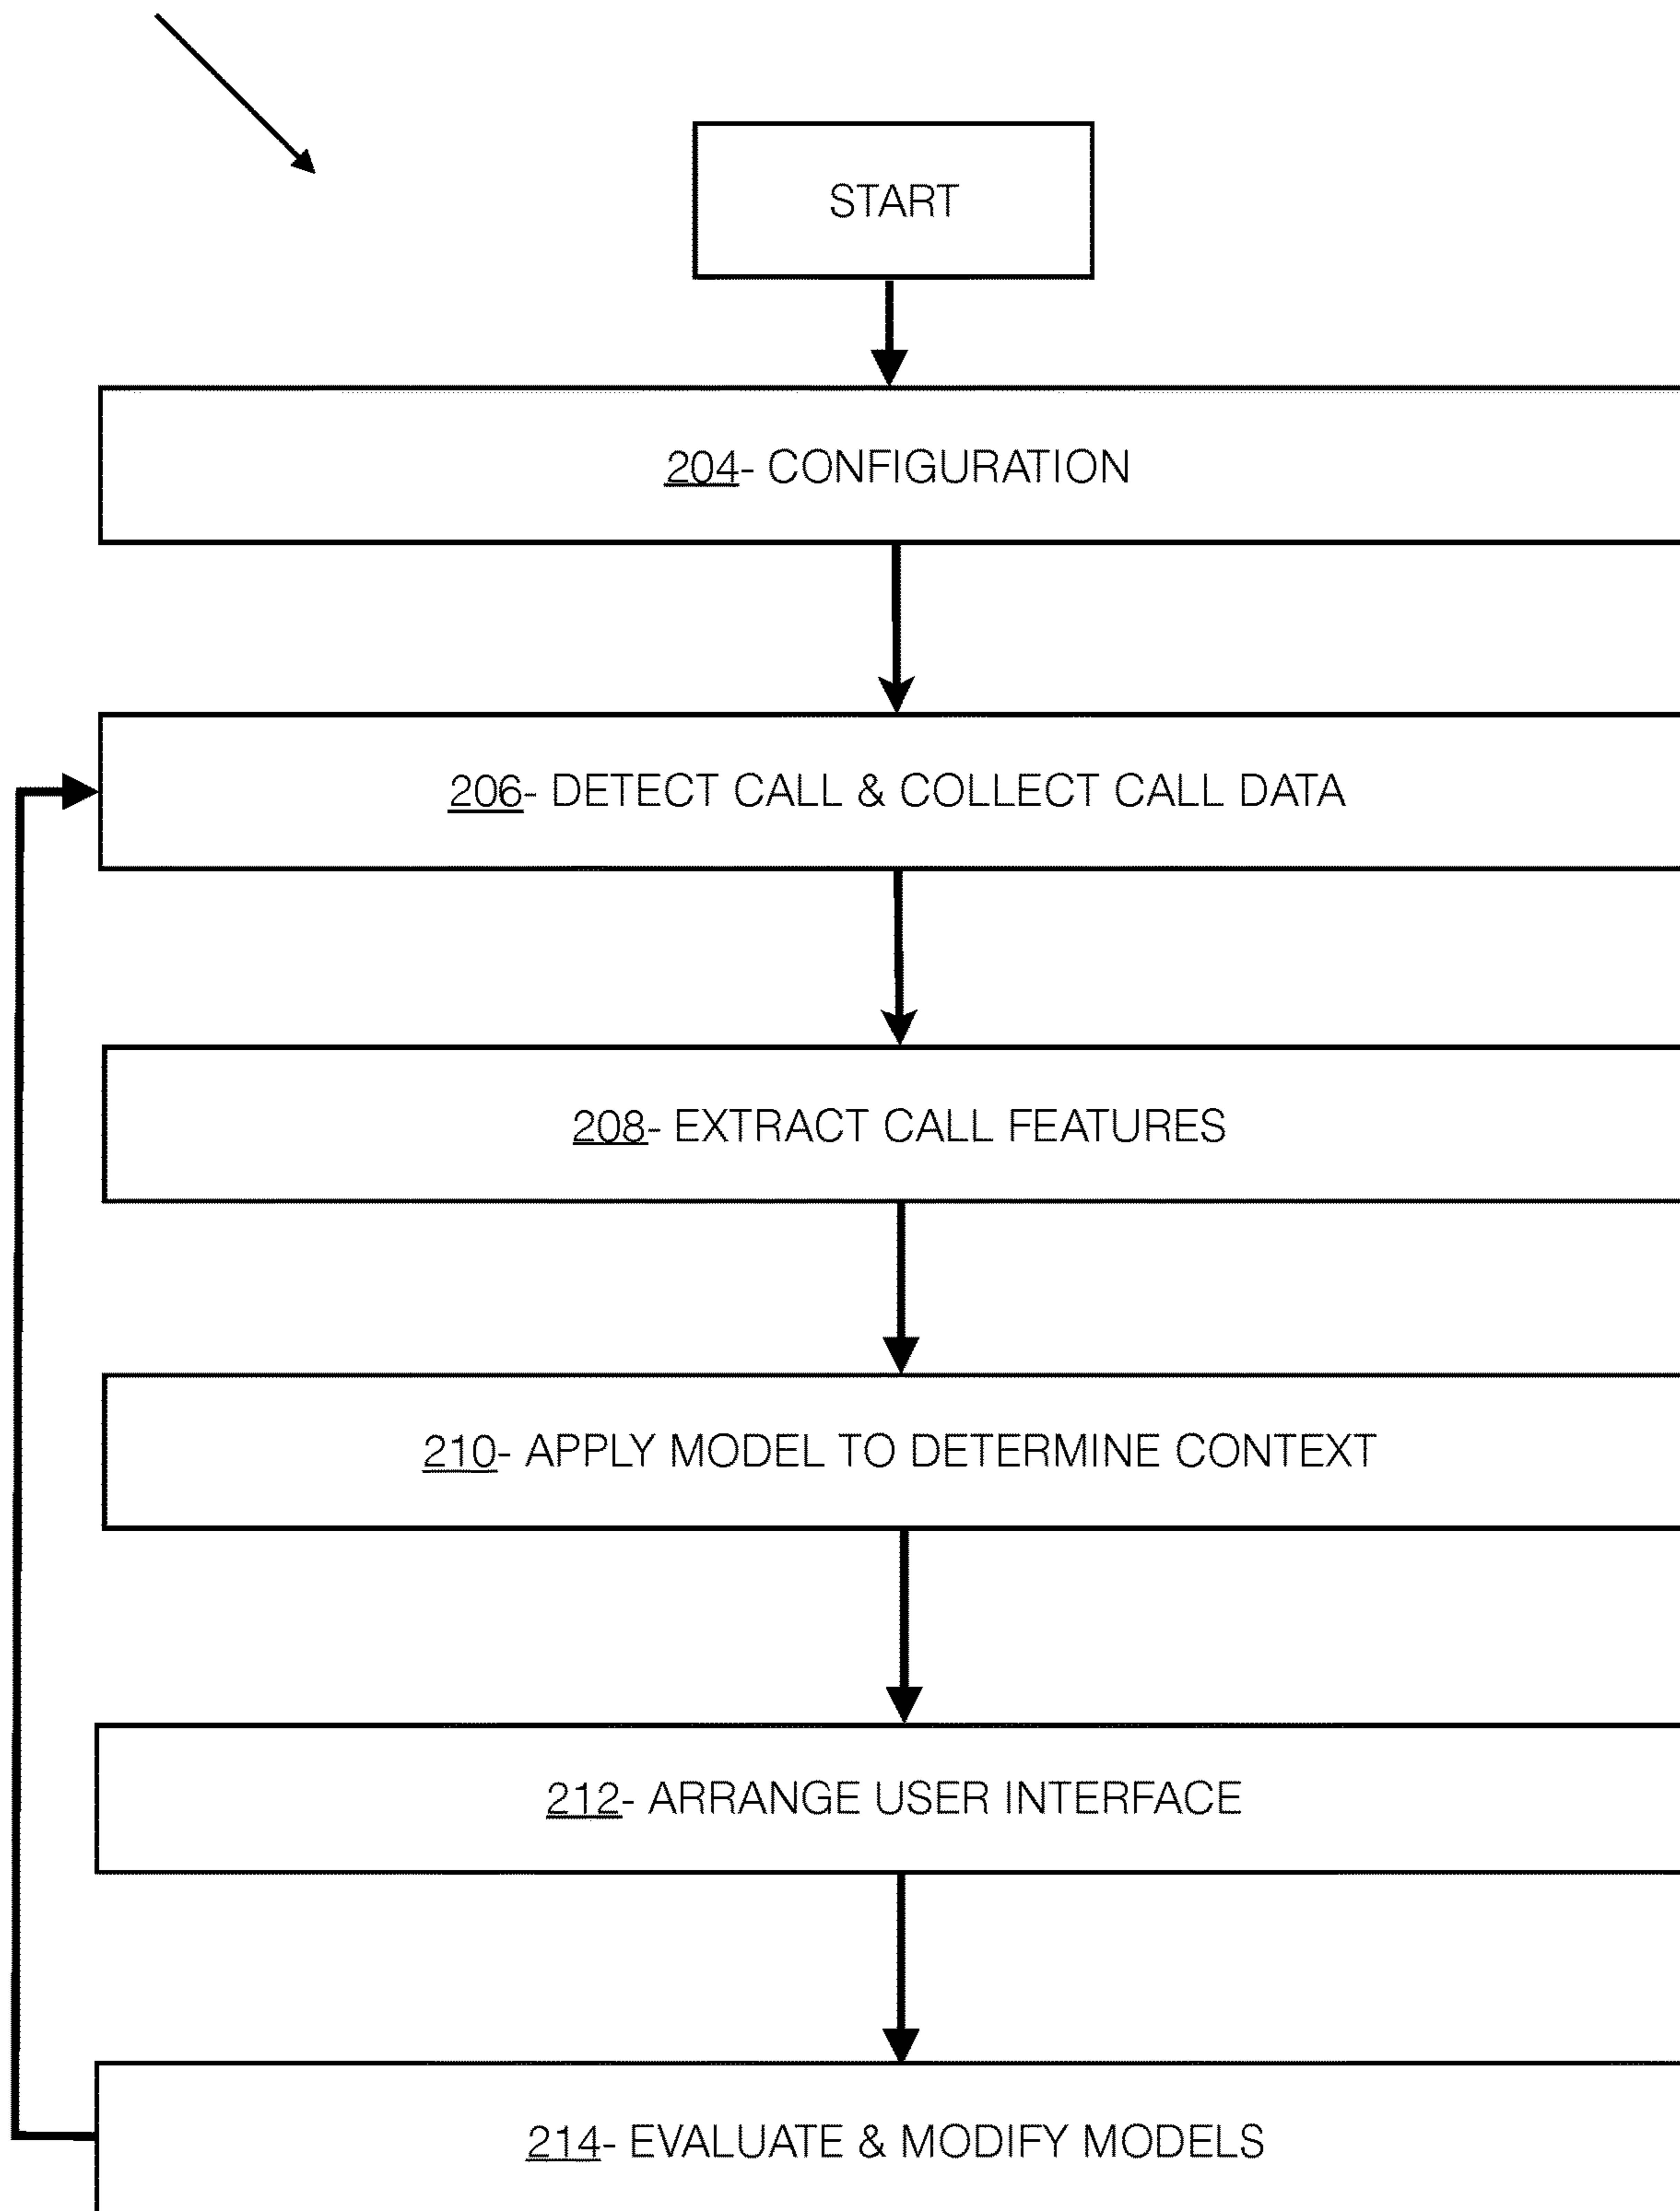 START
204- CONFIGURATION
206- DETECT CALL & COLLECT CALL DATA
208- EXTRACT CALL FEATURES
210- APPLY MODEL TO DETERMINE CONTEXT
212- ARRANGE USER INTERFACE
214- EVALUATE & MODIFY MODELS